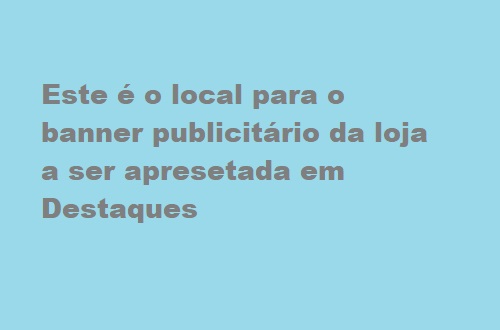 Este é o local para o
banner publicitário da loja
a ser apresetada em
Destaques